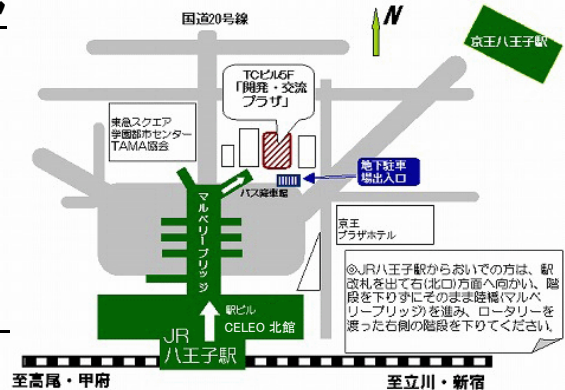 国道20号線
N
京王八王子駅
TCビル5F
「開発・交流
プラザ」
東急スクエア
学園都市センター
TAMA協会
地下駐車
場出入口
バス降車場
マルベリーブリッジ
京王
プラザホテル
◎JR八王子駅からおいでの方は、駅
改札を出て右(北口)方面へ向かい、階
段を下りずにそのまま陸橋(マルベ
リーブリッジ)を進み、ロータリーを
渡った右側の階段を下りてください。
駅ビル
CELEO 北館
JR
八王子駅
至高尾・甲府
至立川・新宿